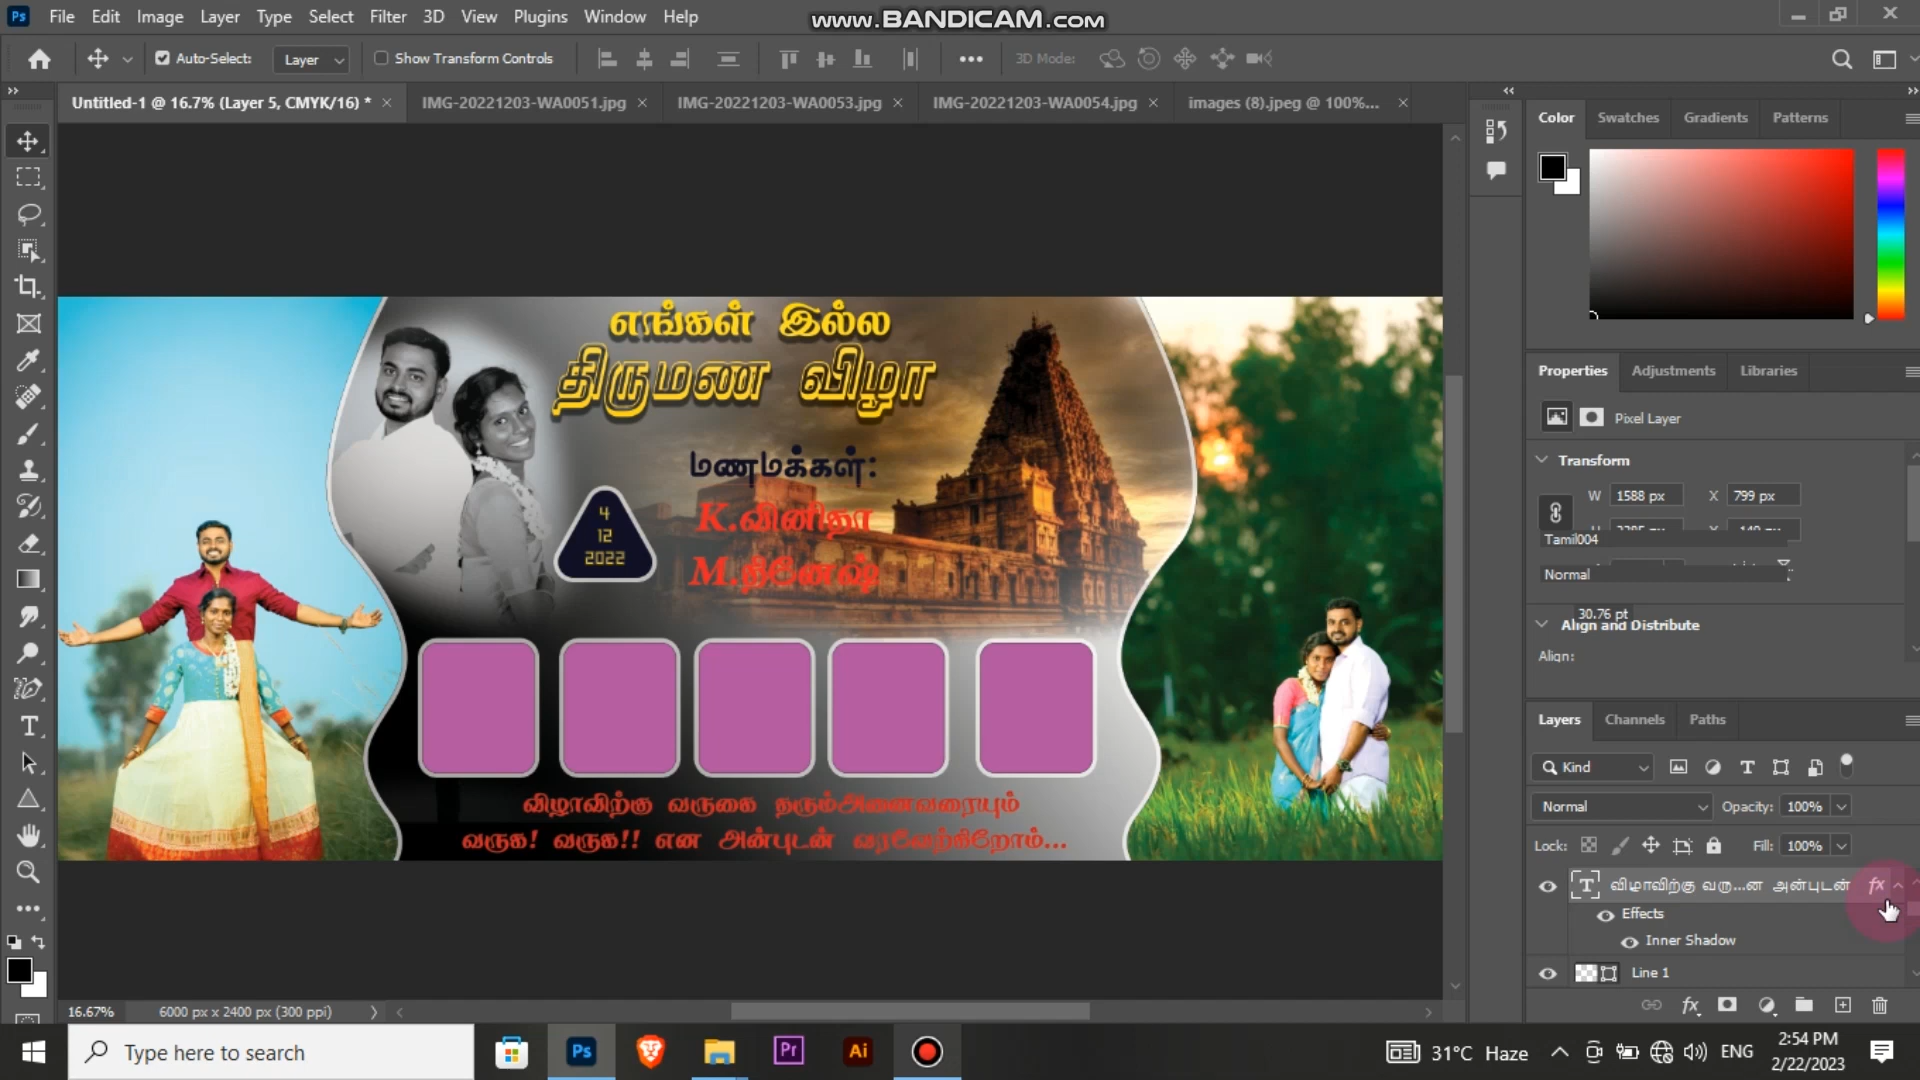 File Edit Image Layer Type Select Filter 3D View Plugins Window Help
www.BANDICAM.com
Auto-Select: Layer Show Transform Controls 3D Mode:
Untitled-1 @ 16.7% (Layer 5, CMYK/16) * IMG-20221203-WA0051.jpg IMG-20221203-WA0053.jpg IMG-20221203-WA0054.jpg images (8).jpeg @ 100%...
Color Swatches Gradients Patterns
எங்கள் இல்ல
திருமண விழா
மணமக்கள்:
K.வினிதா
M.தினேஷ்
4
12
2022
விழாவிற்கு வருகை தரும்அனைவரையும்
வருக! வருக!! என அன்புடன் வரவேற்கிறோம்...
Properties Adjustments Libraries
Pixel Layer
Transform
W 1588 px X 799 px
Tamil004
Normal
30.76 pt
Align and Distribute
Align:
Layers Channels Paths
Kind
Normal Opacity: 100%
Lock: Fill: 100%
விழாவிற்கு வரு...ன அன்புடன் fx
Effects
Inner Shadow
Line 1
16.67% 6000 px x 2400 px (300 ppi)
Type here to search
31°C Haze ENG
2:54 PM
2/22/2023